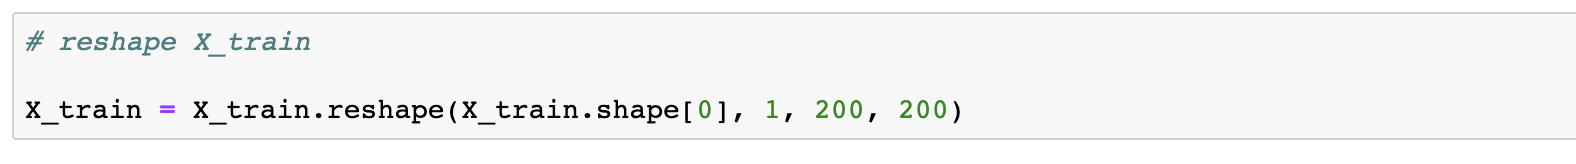 # reshape X_train
X_train = X_train.reshape(X_train.shape[0], 1, 200, 200)